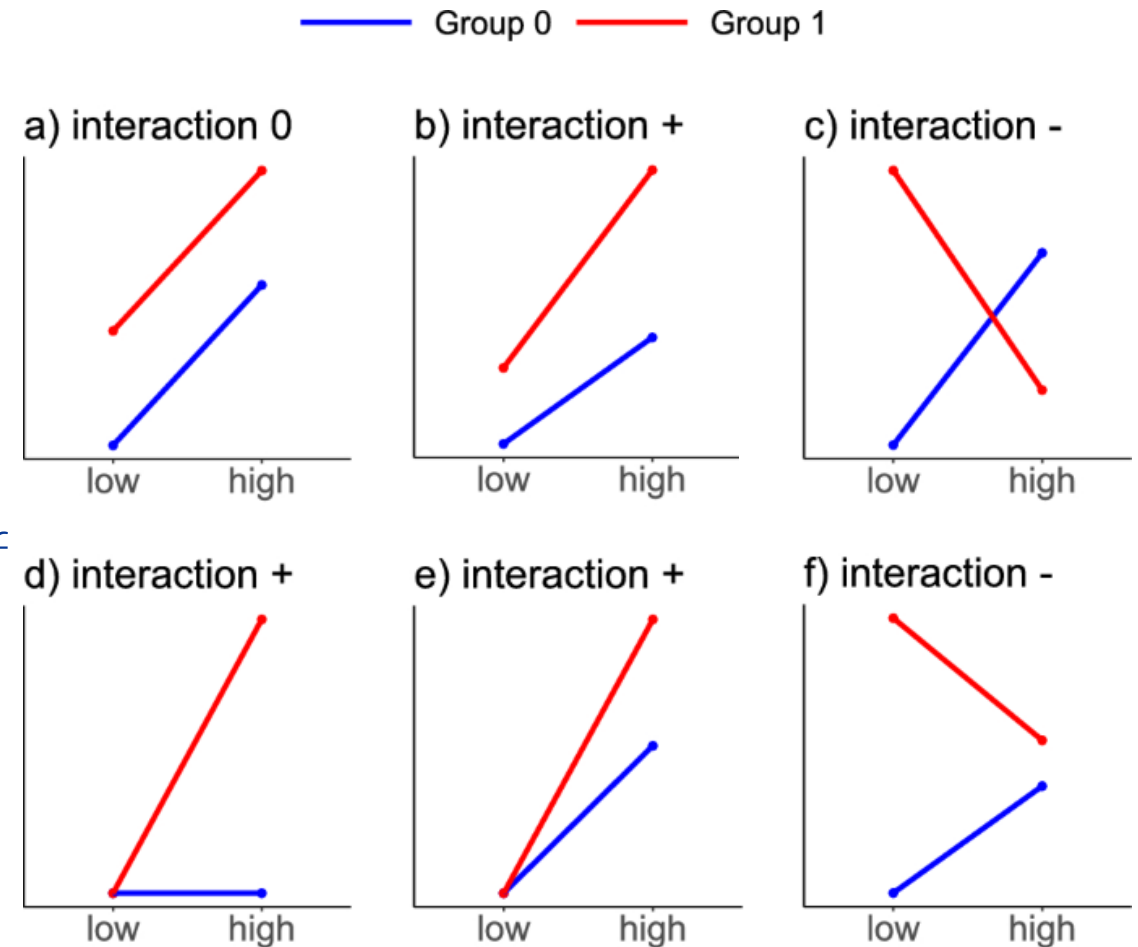 Group 0 Group 1
a) interaction 0 b) interaction + c) interaction -
low high low high low high
d) interaction + e) interaction + f) interaction -
low high low high low high